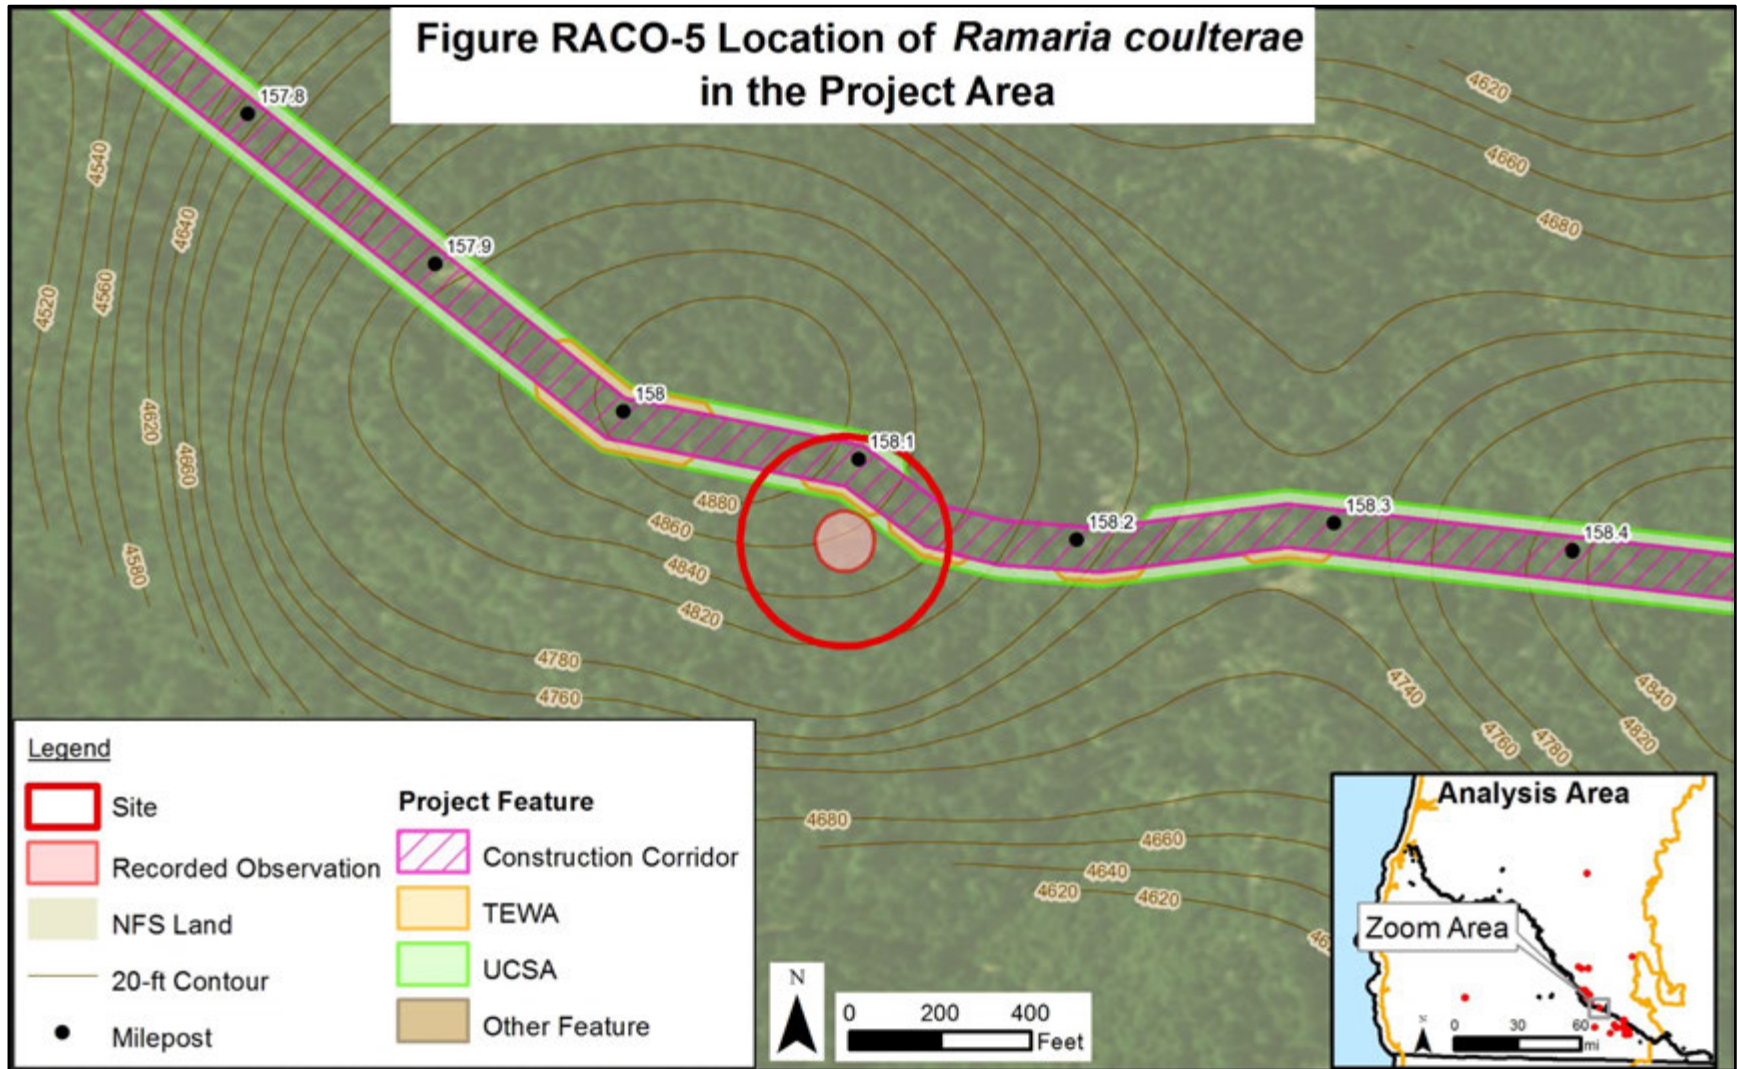 Figure RACO-5 Location of Ramaria coulterae
in the Project Area
4620
4660
4680
157.8
4540
4640
157.9
4560
4520
158
158.1
4620
4660
4880
4860
158.2
158.3
158.4
4580
4840
4820
4780
4760
4740
4840
4820
4760
4780
4680
4660
4640
4620
4620
Legend
Site
Recorded Observation
NFS Land
20-ft Contour
Milepost
Project Feature
Construction Corridor
TEWA
UCSA
Other Feature
N
0 200 400
Feet
Analysis Area
Zoom Area
N
0 30 60
mi